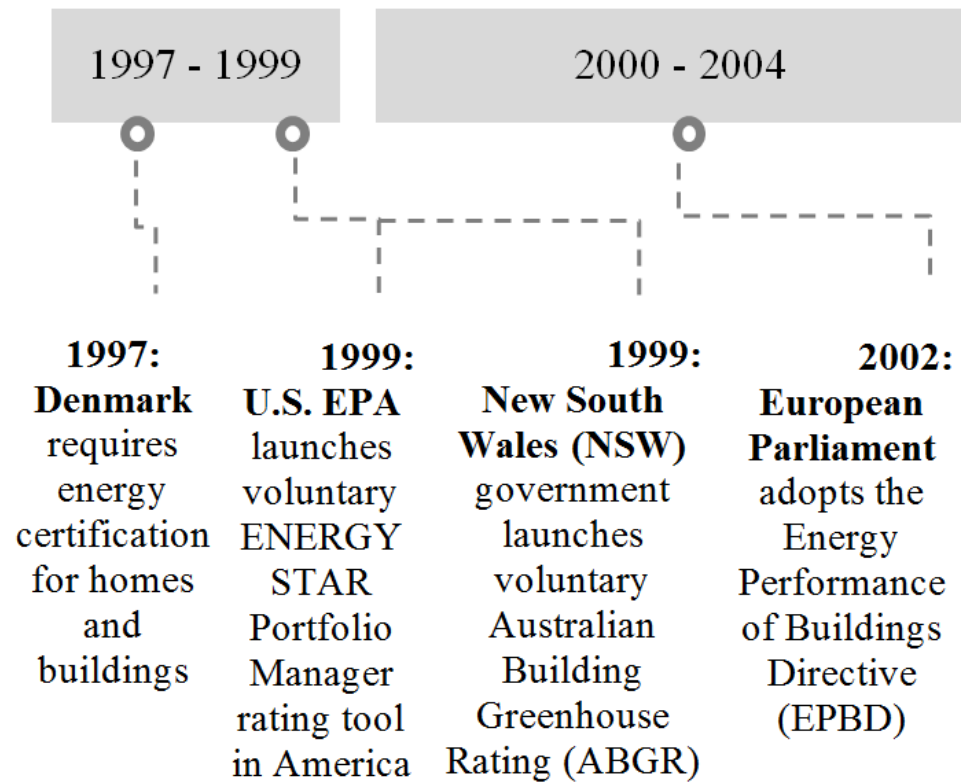 1997 - 1999
2000 - 2004
1997:
Denmark
requires
energy
certification
for homes
and
buildings
1999:
U.S. EPA
launches
voluntary
ENERGY
STAR
Portfolio
Manager
rating tool
in America
1999:
New South
Wales (NSW)
government
launches
voluntary
Australian
Building
Greenhouse
Rating (ABGR)
2002:
European
Parliament
adopts the
Energy
Performance
of Buildings
Directive
(EPBD)